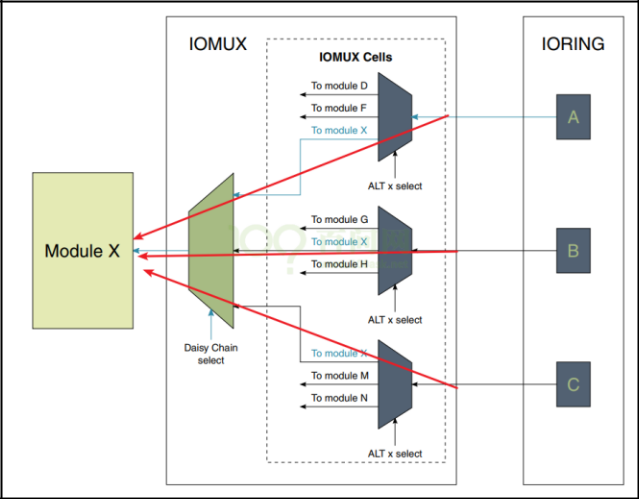 IOMUX
IORING
IOMUX Cells
To module D
To module F
To module X
ALT x select
A
To module G
To module X
To module H
ALT x select
B
Module X
Daisy Chain
select
To module X
To module M
To module N
ALT x select
C